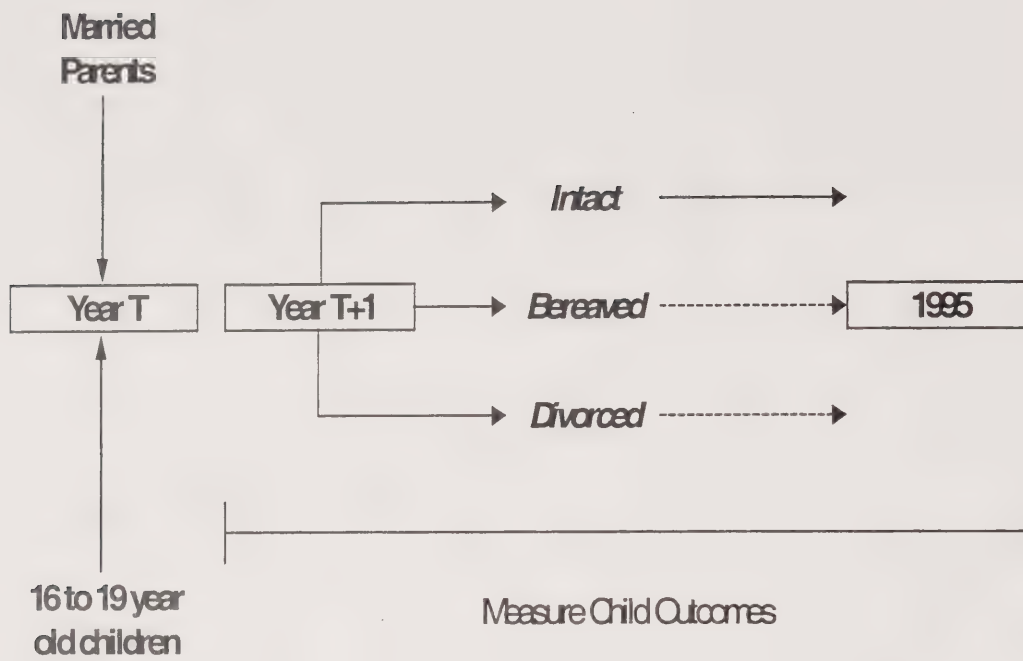 Married
Parents
Intact
Year T
Year T+1
Bereaved
1995
Divorced
16 to 19 year
old children
Measure Child Outcomes